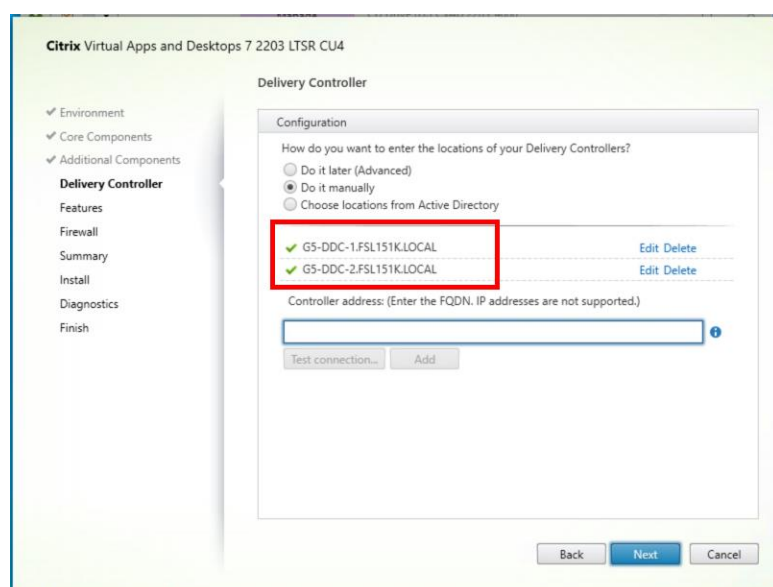 Citrix Virtual Apps and Desktops 7 2203 LTSR CU4
Delivery Controller
Environment
Core Components
Additional Components
Delivery Controller
Features
Firewall
Summary
Install
Diagnostics
Finish
Configuration
How do you want to enter the locations of your Delivery Controllers?
Do it later (Advanced)
Do it manually
Choose locations from Active Directory
G5-DDC-1.FSL151K.LOCAL Edit Delete
G5-DDC-2.FSL151K.LOCAL Edit Delete
Controller address: (Enter the FQDN. IP addresses are not supported.)
Test connection... Add
Back Next Cancel